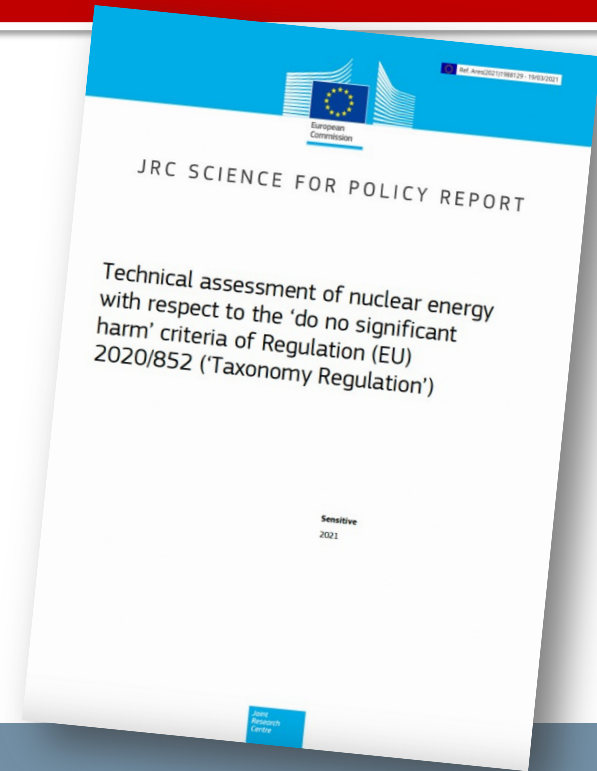 Ref. Ares(2021)1988129 - 19/03/2021
European
Commission
JRC SCIENCE FOR POLICY REPORT
Technical assessment of nuclear energy
with respect to the ‘do no significant
harm’ criteria of Regulation (EU)
2020/852 (‘Taxonomy Regulation’)
Sensitive
2021
Joint
Research
Centre